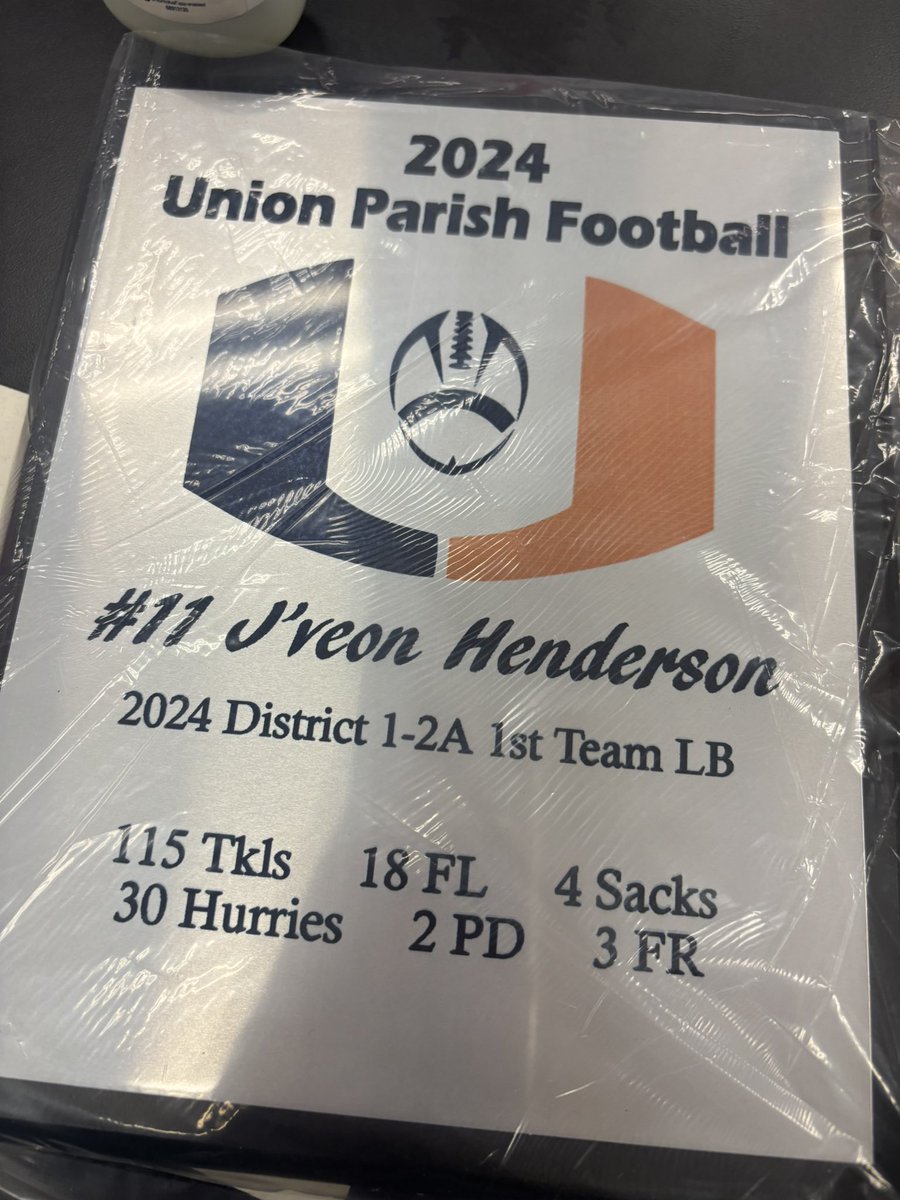 2024
Union Parish Football
#11 J'veon Henderson
2024 District 1-2A 1st Team LB
115 Tkls 18 FL 4 Sacks
30 Hurries 2 PD 3 FR